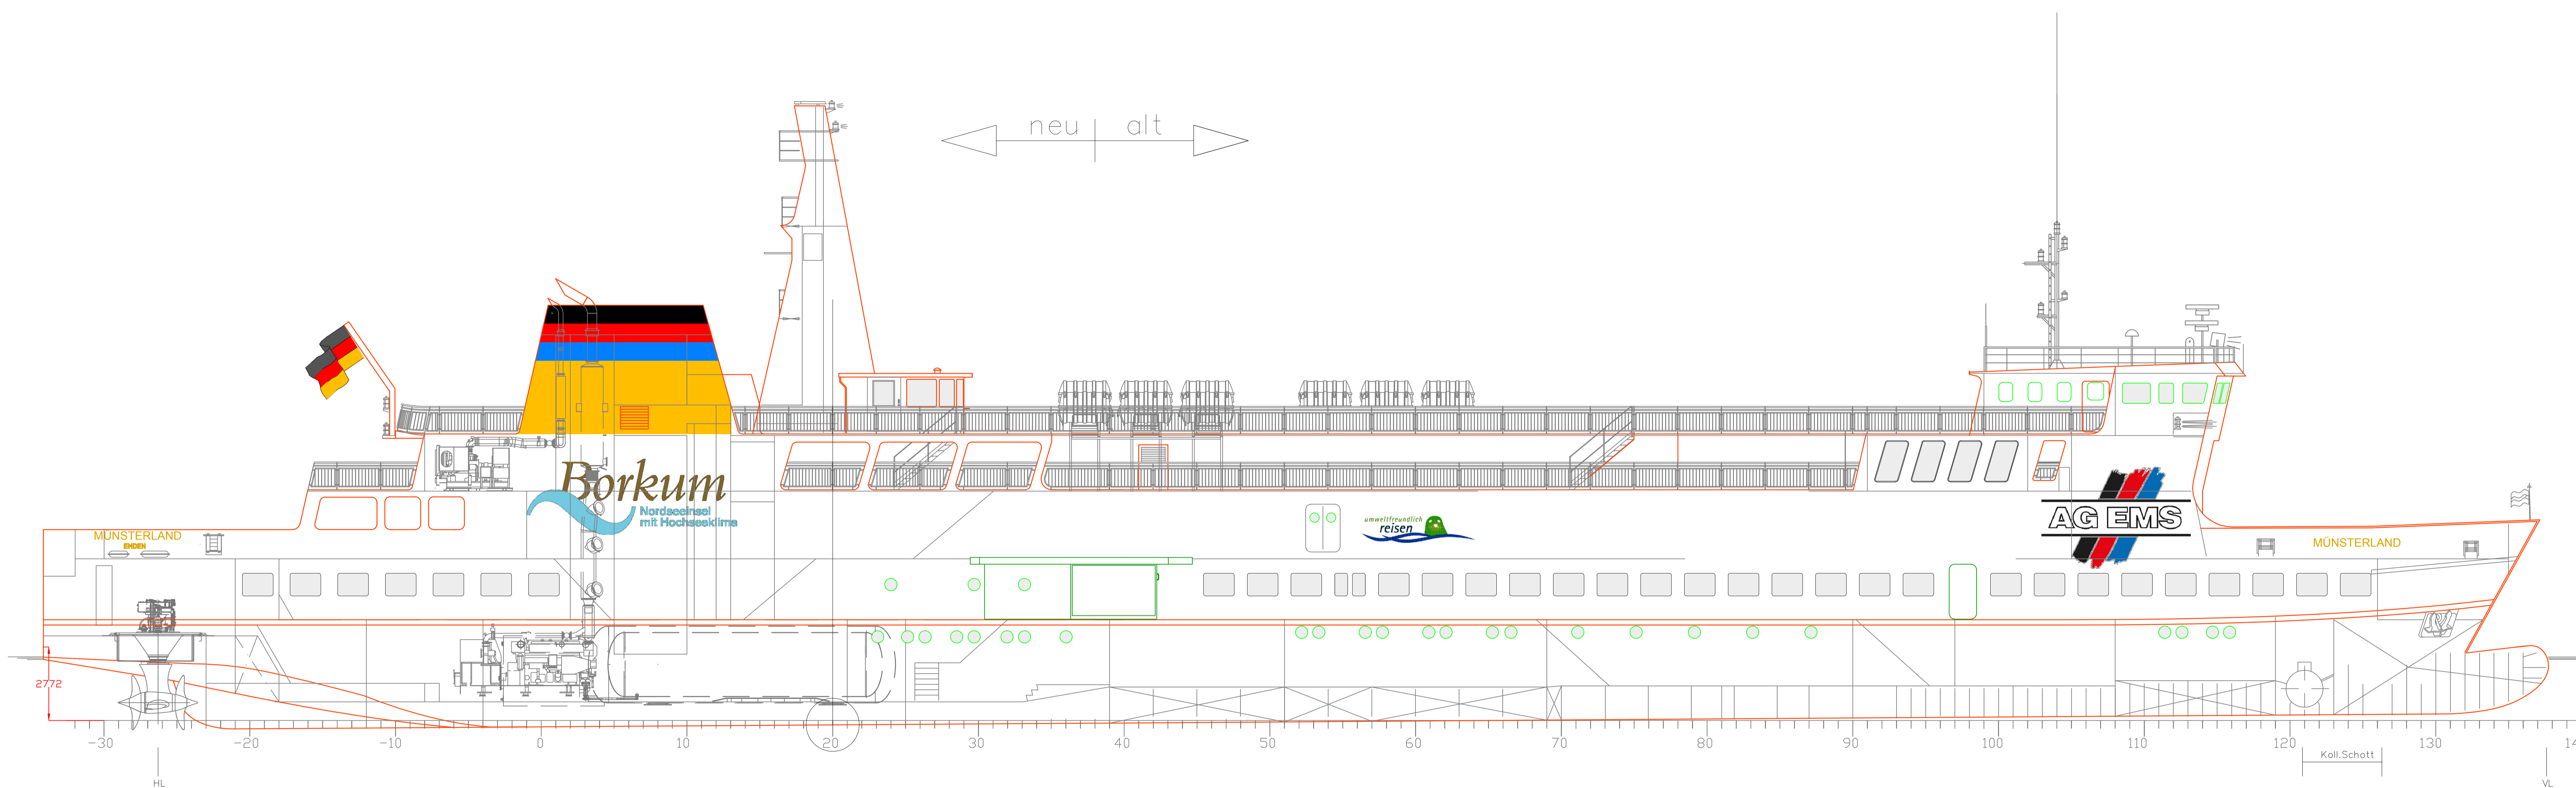 neu alt
Borkum
Nordseeinsel
mit Hochseeklima
umweltfreundlich
reisen
AG EMS
MÜNSTERLAND
EMDEN
MÜNSTERLAND
2772
-30 -20 -10 0 10 20 30 40 50 60 70 80 90 100 110 120 130 14
Koll.Schott
HL VL